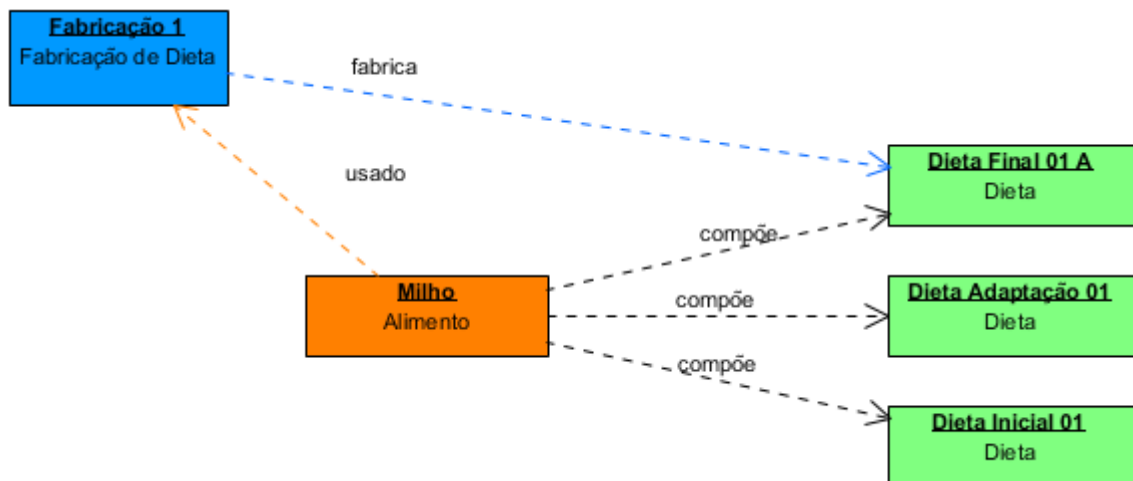 Fabricação 1
Fabricação de Dieta
fabrica
usado
Dieta Final 01 A
Dieta
compõe
Milho
Alimento
compõe
Dieta Adaptação 01
Dieta
compõe
Dieta Inicial 01
Dieta